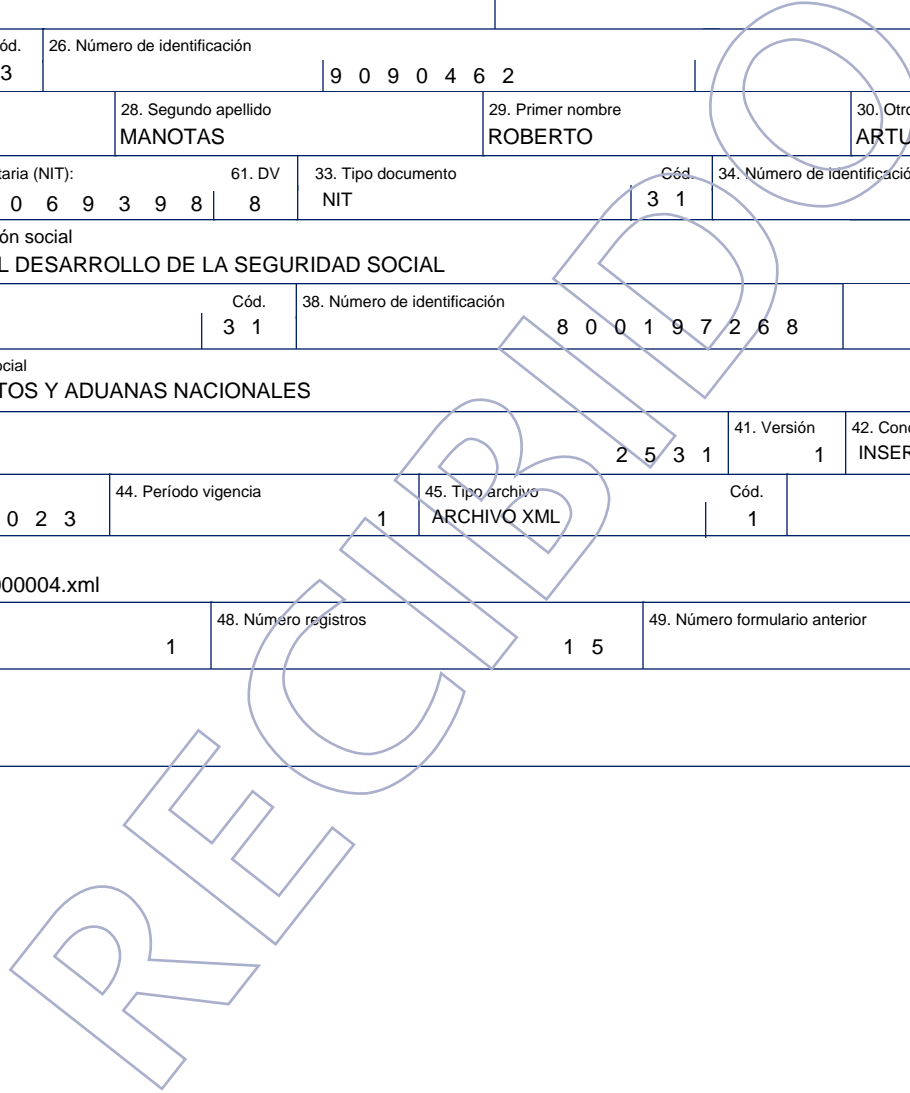 ód. 26. Número de identificación
3 9 0 9 0 4 6 2
28. Segundo apellido 29. Primer nombre 30. Otro
MANOTAS ROBERTO ARTU
taria (NIT): 61. DV 33. Tipo documento Cód. 34. Número de identificació
0 6 9 3 9 8 8 NIT 3 1
ón social
L DESARROLLO DE LA SEGURIDAD SOCIAL
Cód. 38. Número de identificación
3 1 8 0 0 1 9 7 2 6 8
ocial
TOS Y ADUANAS NACIONALES
41. Versión 42. Conc
2 5 3 1 1 INSER
44. Período vigencia 45. Tipo archivo Cód.
0 2 3 1 ARCHIVO XML 1
000004.xml
48. Número registros 49. Número formulario anterior
1 1 5
RECIBIDO